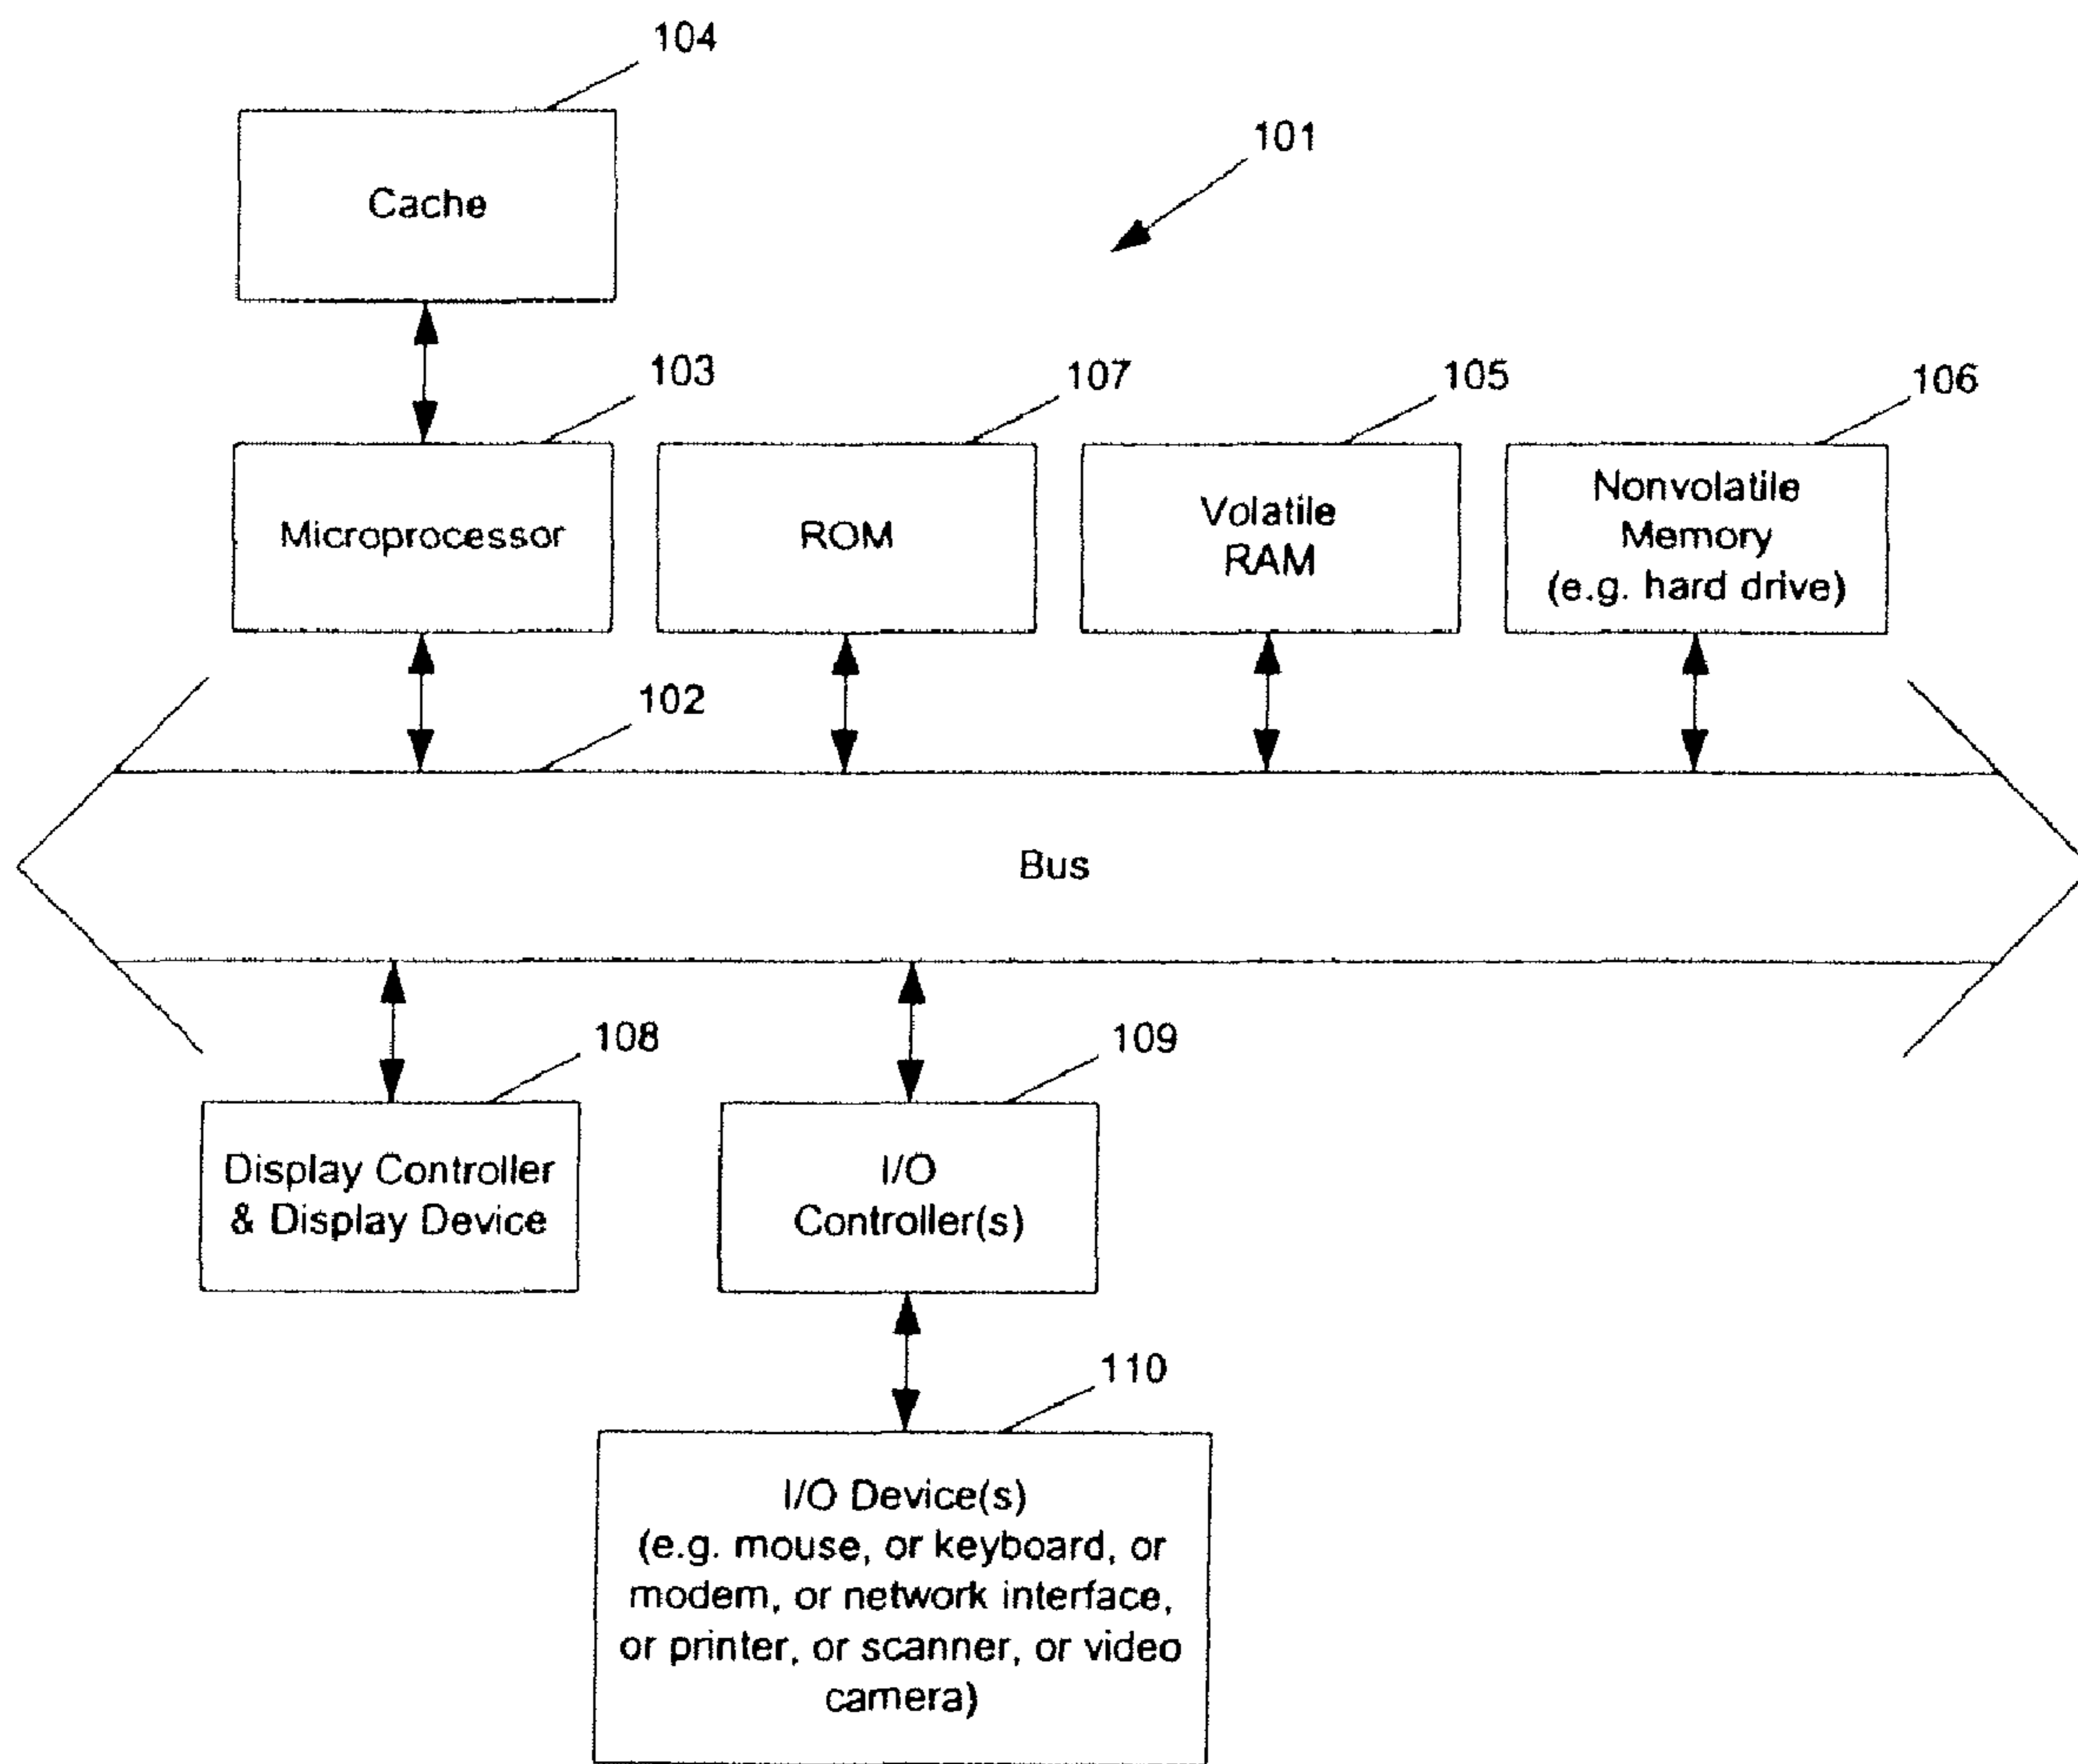 104
Cache
101
103
107
105
106
Microprocessor
ROM
Volatile
RAM
Nonvolatile
Memory
(e.g. hard drive)
102
Bus
108
109
Display Controller
& Display Device
I/O
Controller(s)
110
I/O Device(s)
(e.g. mouse, or keyboard, or
modem, or network interface,
or printer, or scanner, or video
camera)